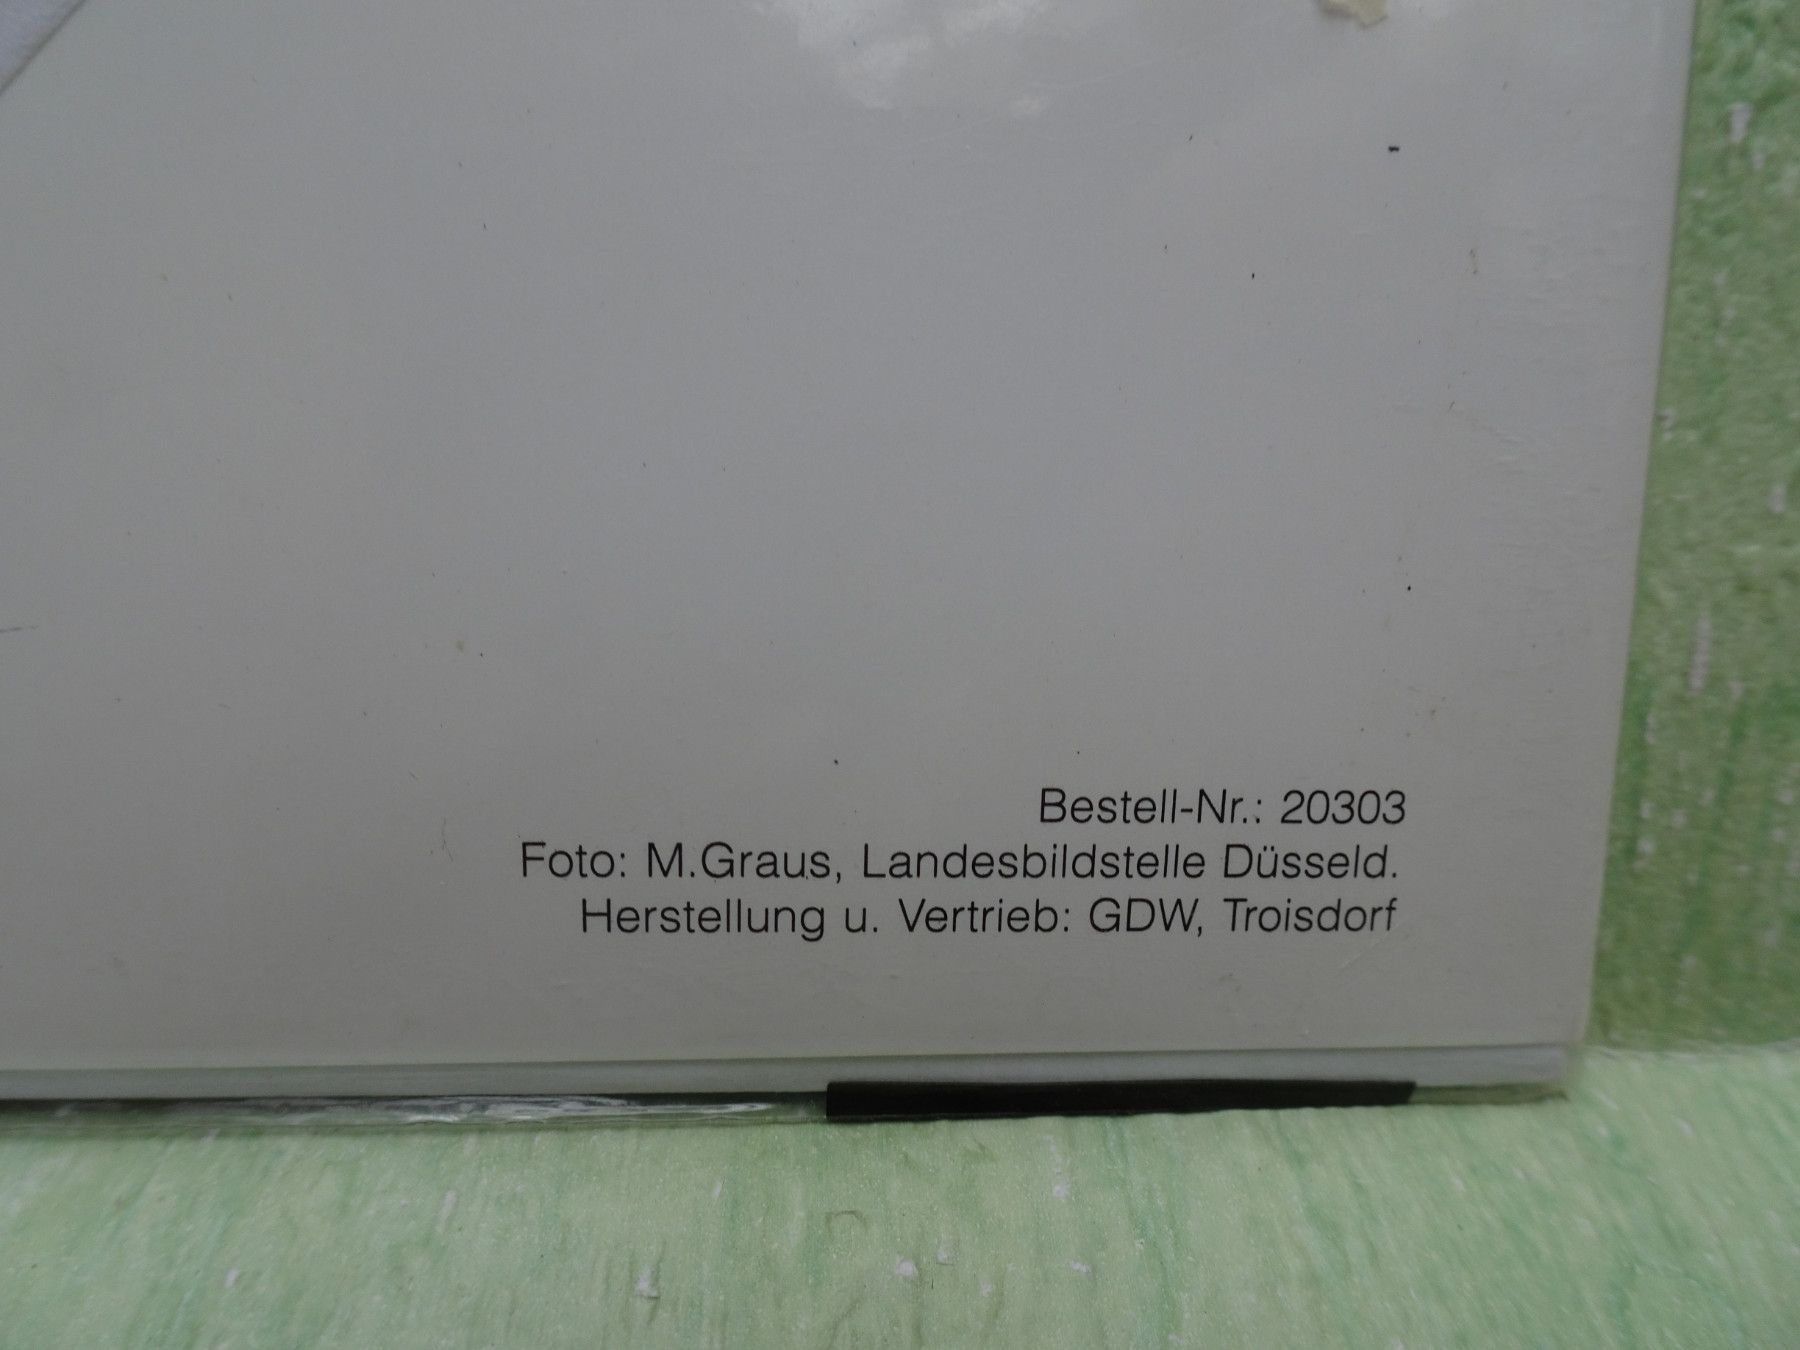 Bestell-Nr.: 20303
Foto: M.Graus, Landesbildstelle Düsseld.
Herstellung u. Vertrieb: GDW, Troisdorf